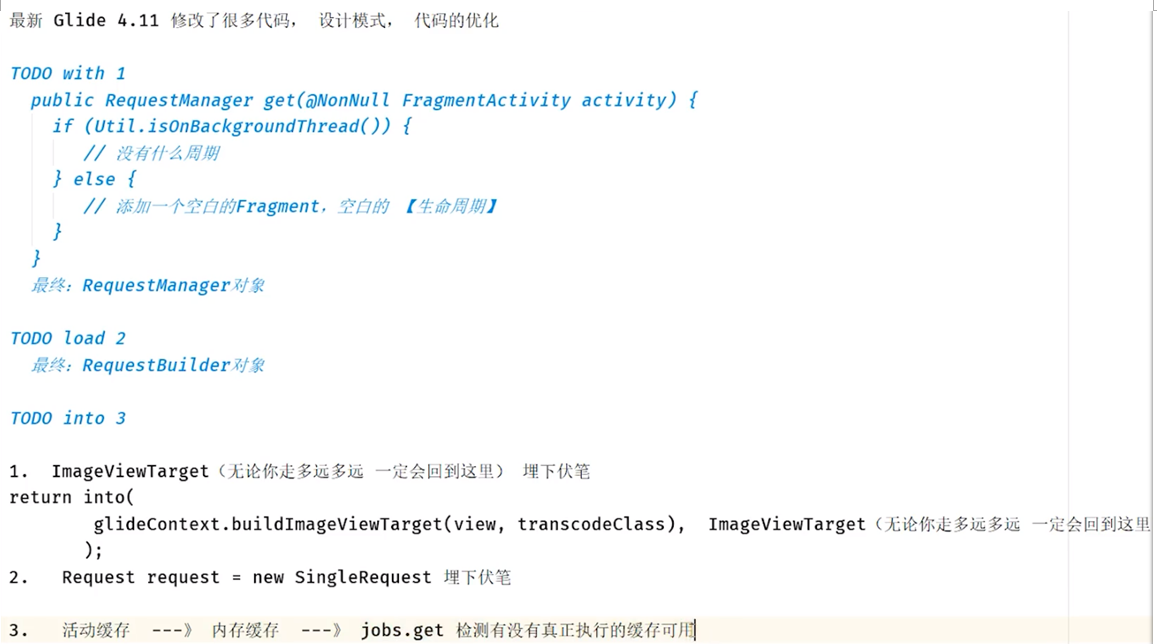 最新 Glide 4.11 修改了很多代码， 设计模式， 代码的优化
TODO with 1
public RequestManager get(@NonNull FragmentActivity activity) {
if (Util.isOnBackgroundThread()) {
// 没有什么周期
} else {
// 添加一个空白的Fragment，空白的 【生命周期】
}
}
最终：RequestManager对象
TODO load 2
最终：RequestBuilder对象
TODO into 3
1. ImageViewTarget（无论你走多远多远 一定会回到这里） 埋下伏笔
return into(
glideContext.buildImageViewTarget(view, transcodeClass), ImageViewTarget（无论你走多远多远 一定会回到这里
);
2. Request request = new SingleRequest 埋下伏笔
3. 活动缓存 ---》 内存缓存 ---》 jobs.get 检测有没有真正执行的缓存可用